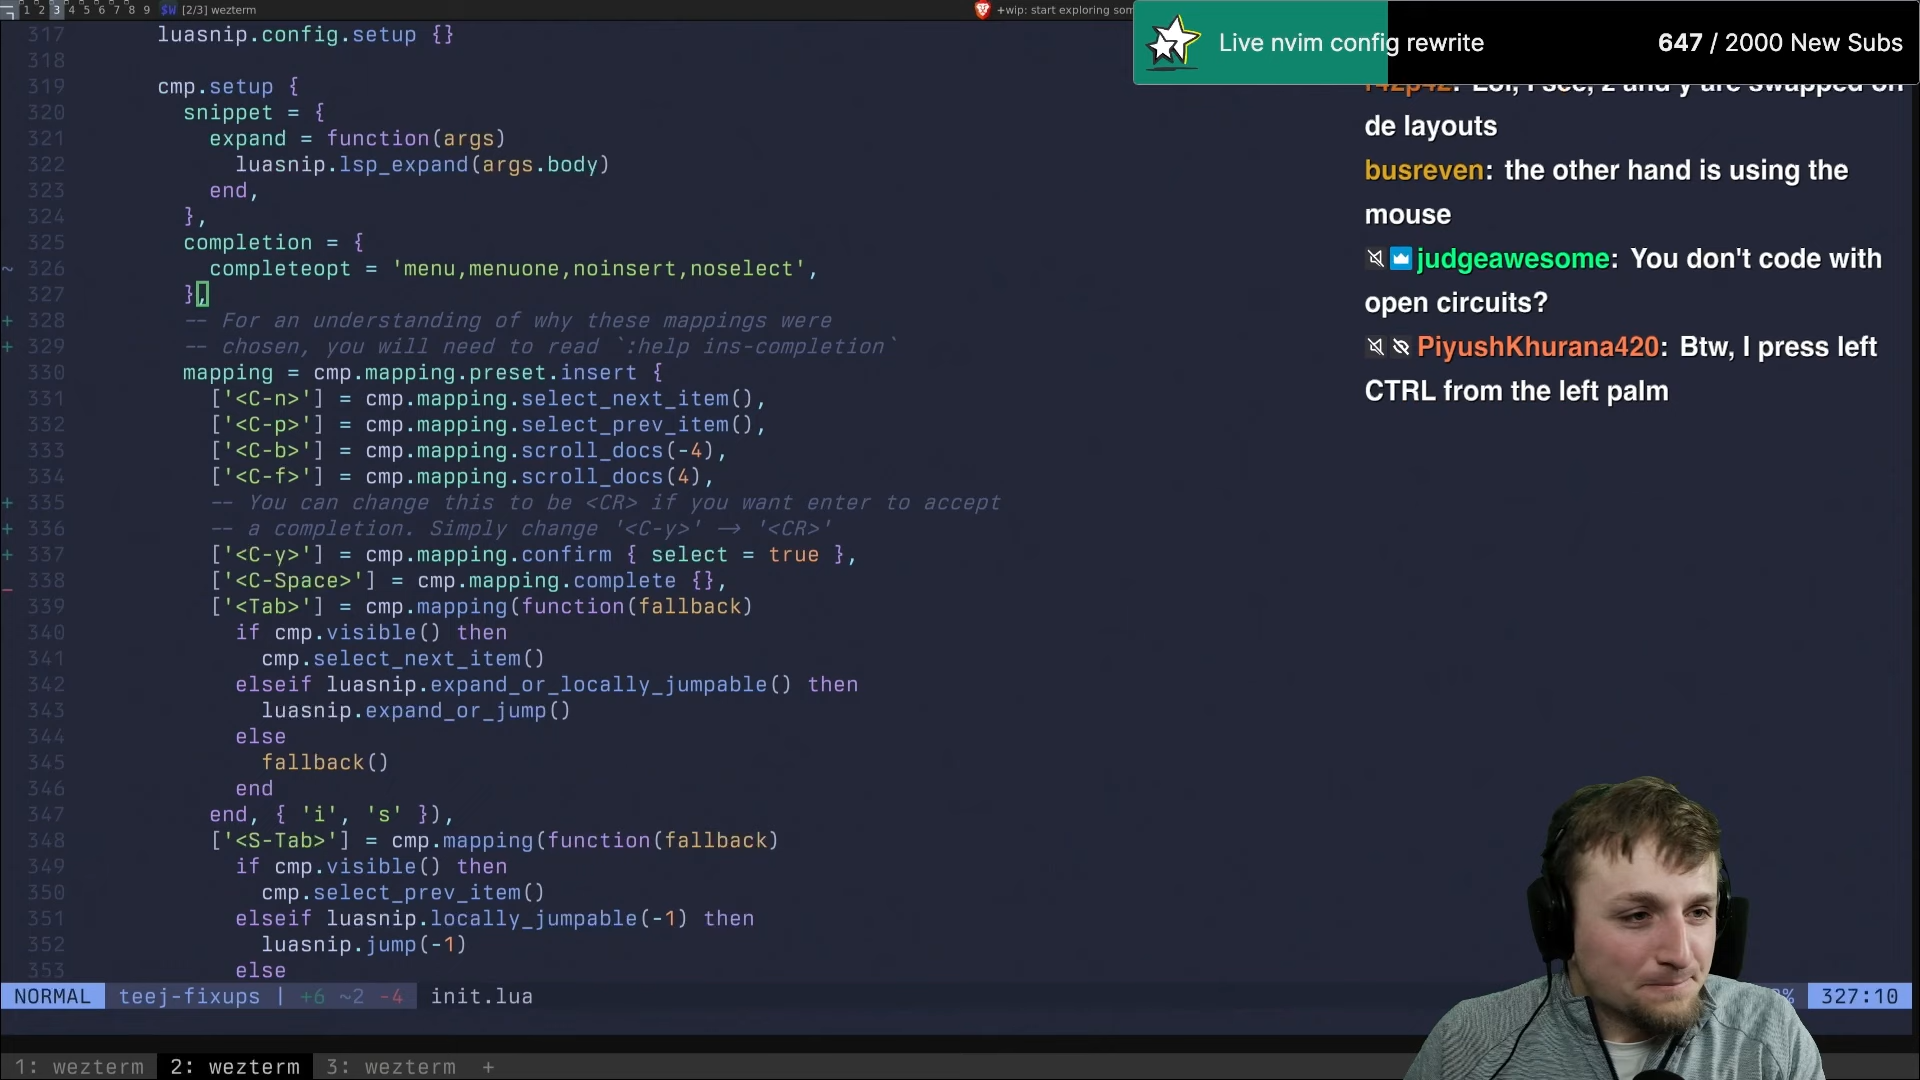 1 2 3 4 5 6 7 8 9 $W [2/3] wezterm
+wip: start exploring som
Live nvim config rewrite 647 / 2000 New Subs
317 luasnip.config.setup {}
318
319 cmp.setup {
320 snippet = {
321 expand = function(args)
322 luasnip.lsp_expand(args.body)
323 end,
324 },
325 completion = {
~ 326 completeopt = 'menu,menuone,noinsert,noselect',
327 },
+ 328 -- For an understanding of why these mappings were
+ 329 -- chosen, you will need to read `:help ins-completion`
330 mapping = cmp.mapping.preset.insert {
331 ['<C-n>'] = cmp.mapping.select_next_item(),
332 ['<C-p>'] = cmp.mapping.select_prev_item(),
333 ['<C-b>'] = cmp.mapping.scroll_docs(-4),
334 ['<C-f>'] = cmp.mapping.scroll_docs(4),
+ 335 -- You can change this to be <CR> if you want enter to accept
+ 336 -- a completion. Simply change '<C-y>' -> '<CR>'
+ 337 ['<C-y>'] = cmp.mapping.confirm { select = true },
338 ['<C-Space>'] = cmp.mapping.complete {},
339 ['<Tab>'] = cmp.mapping(function(fallback)
340 if cmp.visible() then
341 cmp.select_next_item()
342 elseif luasnip.expand_or_locally_jumpable() then
343 luasnip.expand_or_jump()
344 else
345 fallback()
346 end
347 end, { 'i', 's' }),
348 ['<S-Tab>'] = cmp.mapping(function(fallback)
349 if cmp.visible() then
350 cmp.select_prev_item()
351 elseif luasnip.locally_jumpable(-1) then
352 luasnip.jump(-1)
353 else
r42p42: Lol, I see, z and y are swapped on
de layouts
busreven: the other hand is using the
mouse
judgeawesome: You don't code with
open circuits?
PiyushKhurana420: Btw, I press left
CTRL from the left palm
NORMAL teej-fixups | +6 ~2 -4 init.lua % 327:10
1: wezterm 2: wezterm 3: wezterm +